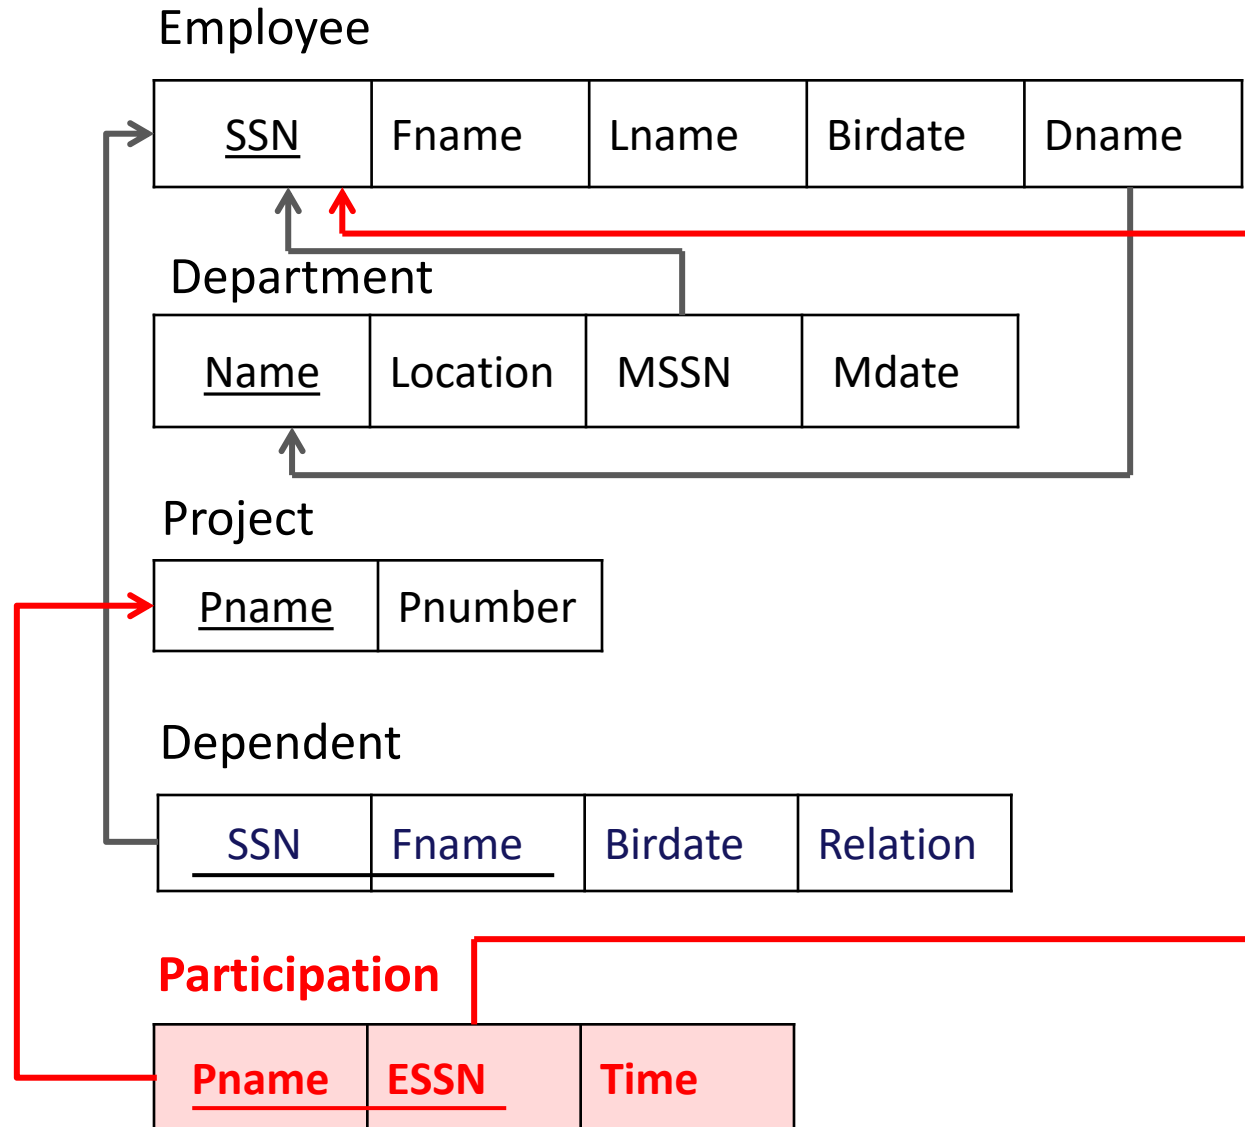 Employee
SSN Fname Lname Birdate Dname
Department
Name Location MSSN Mdate
Project
Pname Pnumber
Dependent
SSN Fname Birdate Relation
Participation
Pname ESSN Time